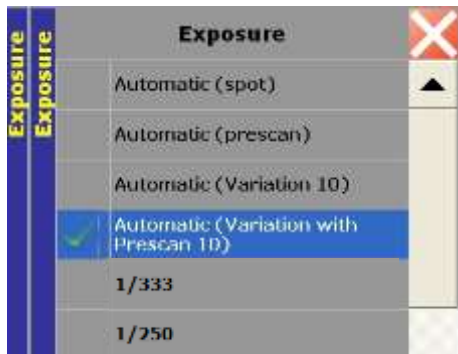 Exposure
Exposure
Exposure
Automatic (spot)
Automatic (prescan)
Automatic (Variation 10)
Automatic (Variation with
Prescan 10)
1/333
1/250